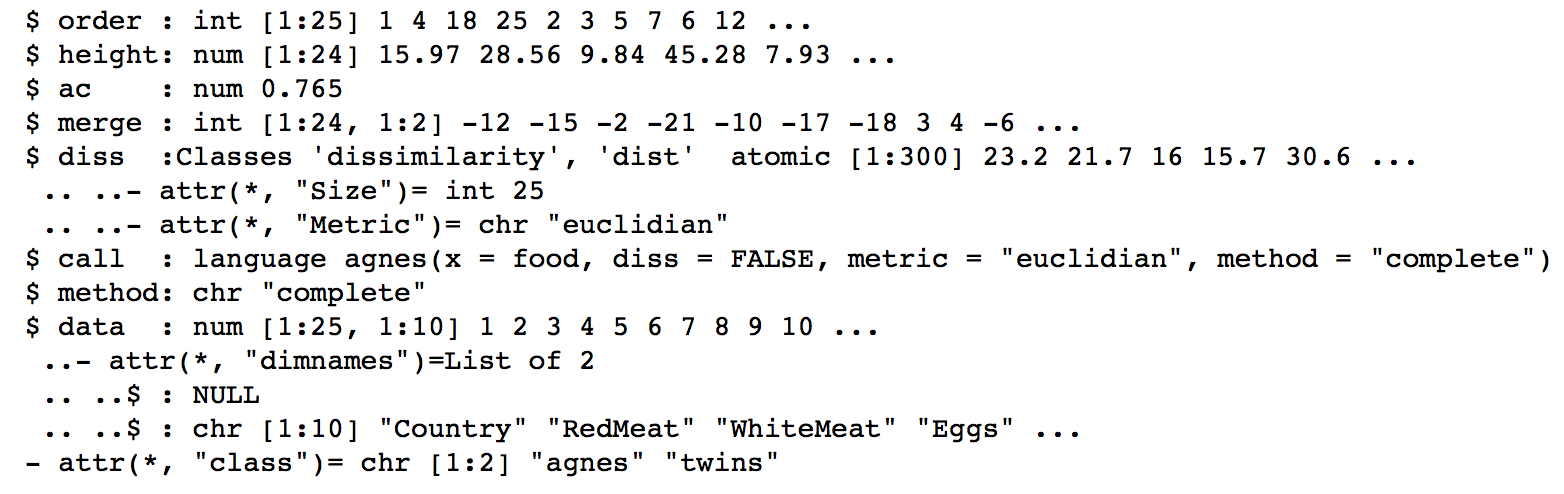 $ order : int [1:25] 1 4 18 25 2 3 5 7 6 12 ...
$ height: num [1:24] 15.97 28.56 9.84 45.28 7.93 ...
$ ac    : num 0.765
$ merge : int [1:24, 1:2] -12 -15 -2 -21 -10 -17 -18 3 4 -6 ...
$ diss  :Classes 'dissimilarity', 'dist'  atomic [1:300] 23.2 21.7 16 15.7 30.6 ...
 .. ..- attr(*, "Size")= int 25
 .. ..- attr(*, "Metric")= chr "euclidian"
$ call  : language agnes(x = food, diss = FALSE, metric = "euclidian", method = "complete")
$ method: chr "complete"
$ data  : num [1:25, 1:10] 1 2 3 4 5 6 7 8 9 10 ...
 ..- attr(*, "dimnames")=List of 2
 .. ..$ : NULL
 .. ..$ : chr [1:10] "Country" "RedMeat" "WhiteMeat" "Eggs" ...
- attr(*, "class")= chr [1:2] "agnes" "twins"